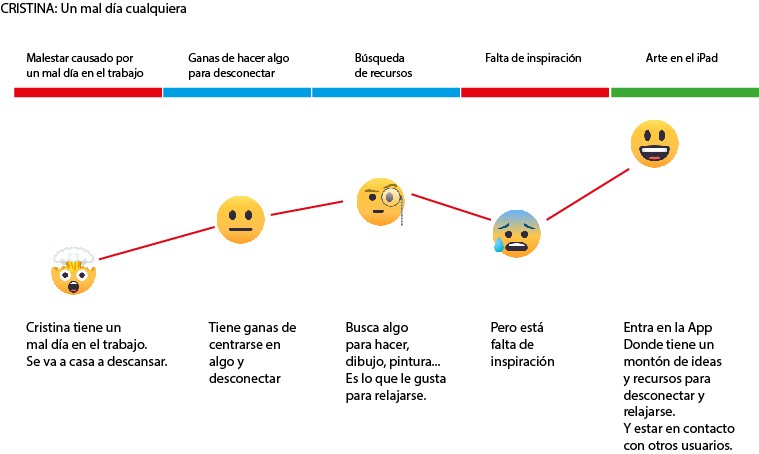 CRISTINA: Un mal día cualquiera
Malestar causado por
un mal día en el trabajo
Ganas de hacer algo
para desconectar
Búsqueda
de recursos
Falta de inspiración
Arte en el iPad
Cristina tiene un
mal día en el trabajo.
Se va a casa a descansar.
Tiene ganas de
centrarse en
algo y
desconectar
Busca algo
para hacer,
dibujo, pintura...
Es lo que le gusta
para relajarse.
Pero está
falta de
inspiración
Entra en la App
Donde tiene un
montón de ideas
y recursos para
desconectar y
relajarse.
Y estar en contacto
con otros usuarios.